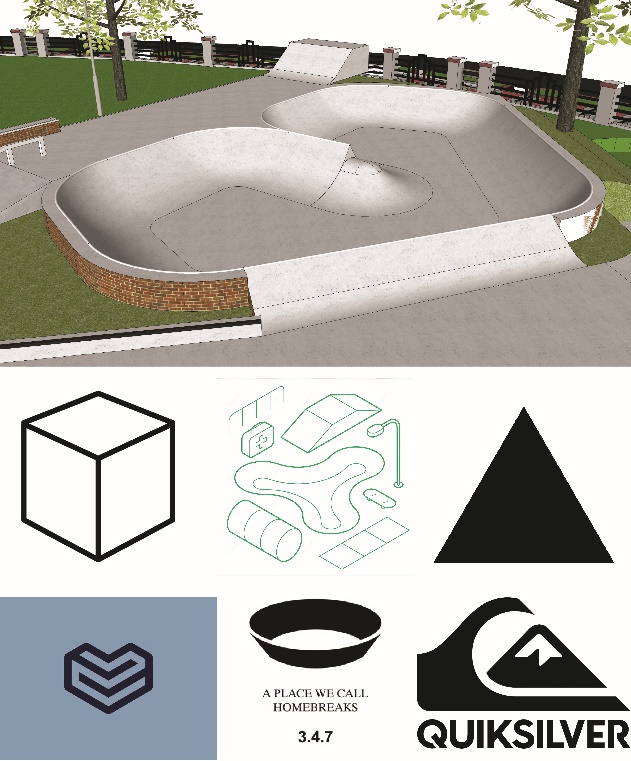 A PLACE WE CALL
HOMEBREAKS
3.4.7
QUIKSILVER